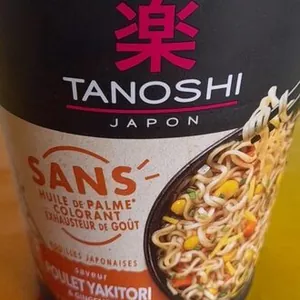 楽
TANOSHI
JAPON
SANS
HUILE DE PALME*
COLORANT
EXHAUSTEUR DE GOÛT
NOUILLES JAPONAISES
saveur
POULET YAKITORI